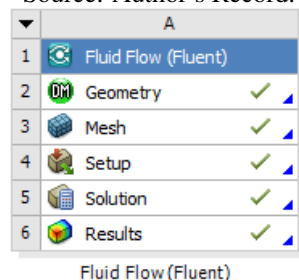 Source: Author's Record.
A
1 Fluid Flow (Fluent)
2 DM Geometry
3 Mesh
4 Setup
5 Solution
6 Results
Fluid Flow (Fluent)